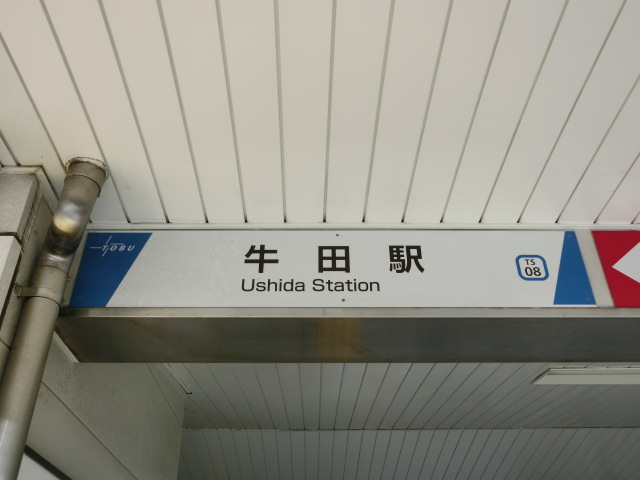 TOBU
牛田駅
Ushida Station
TS
08